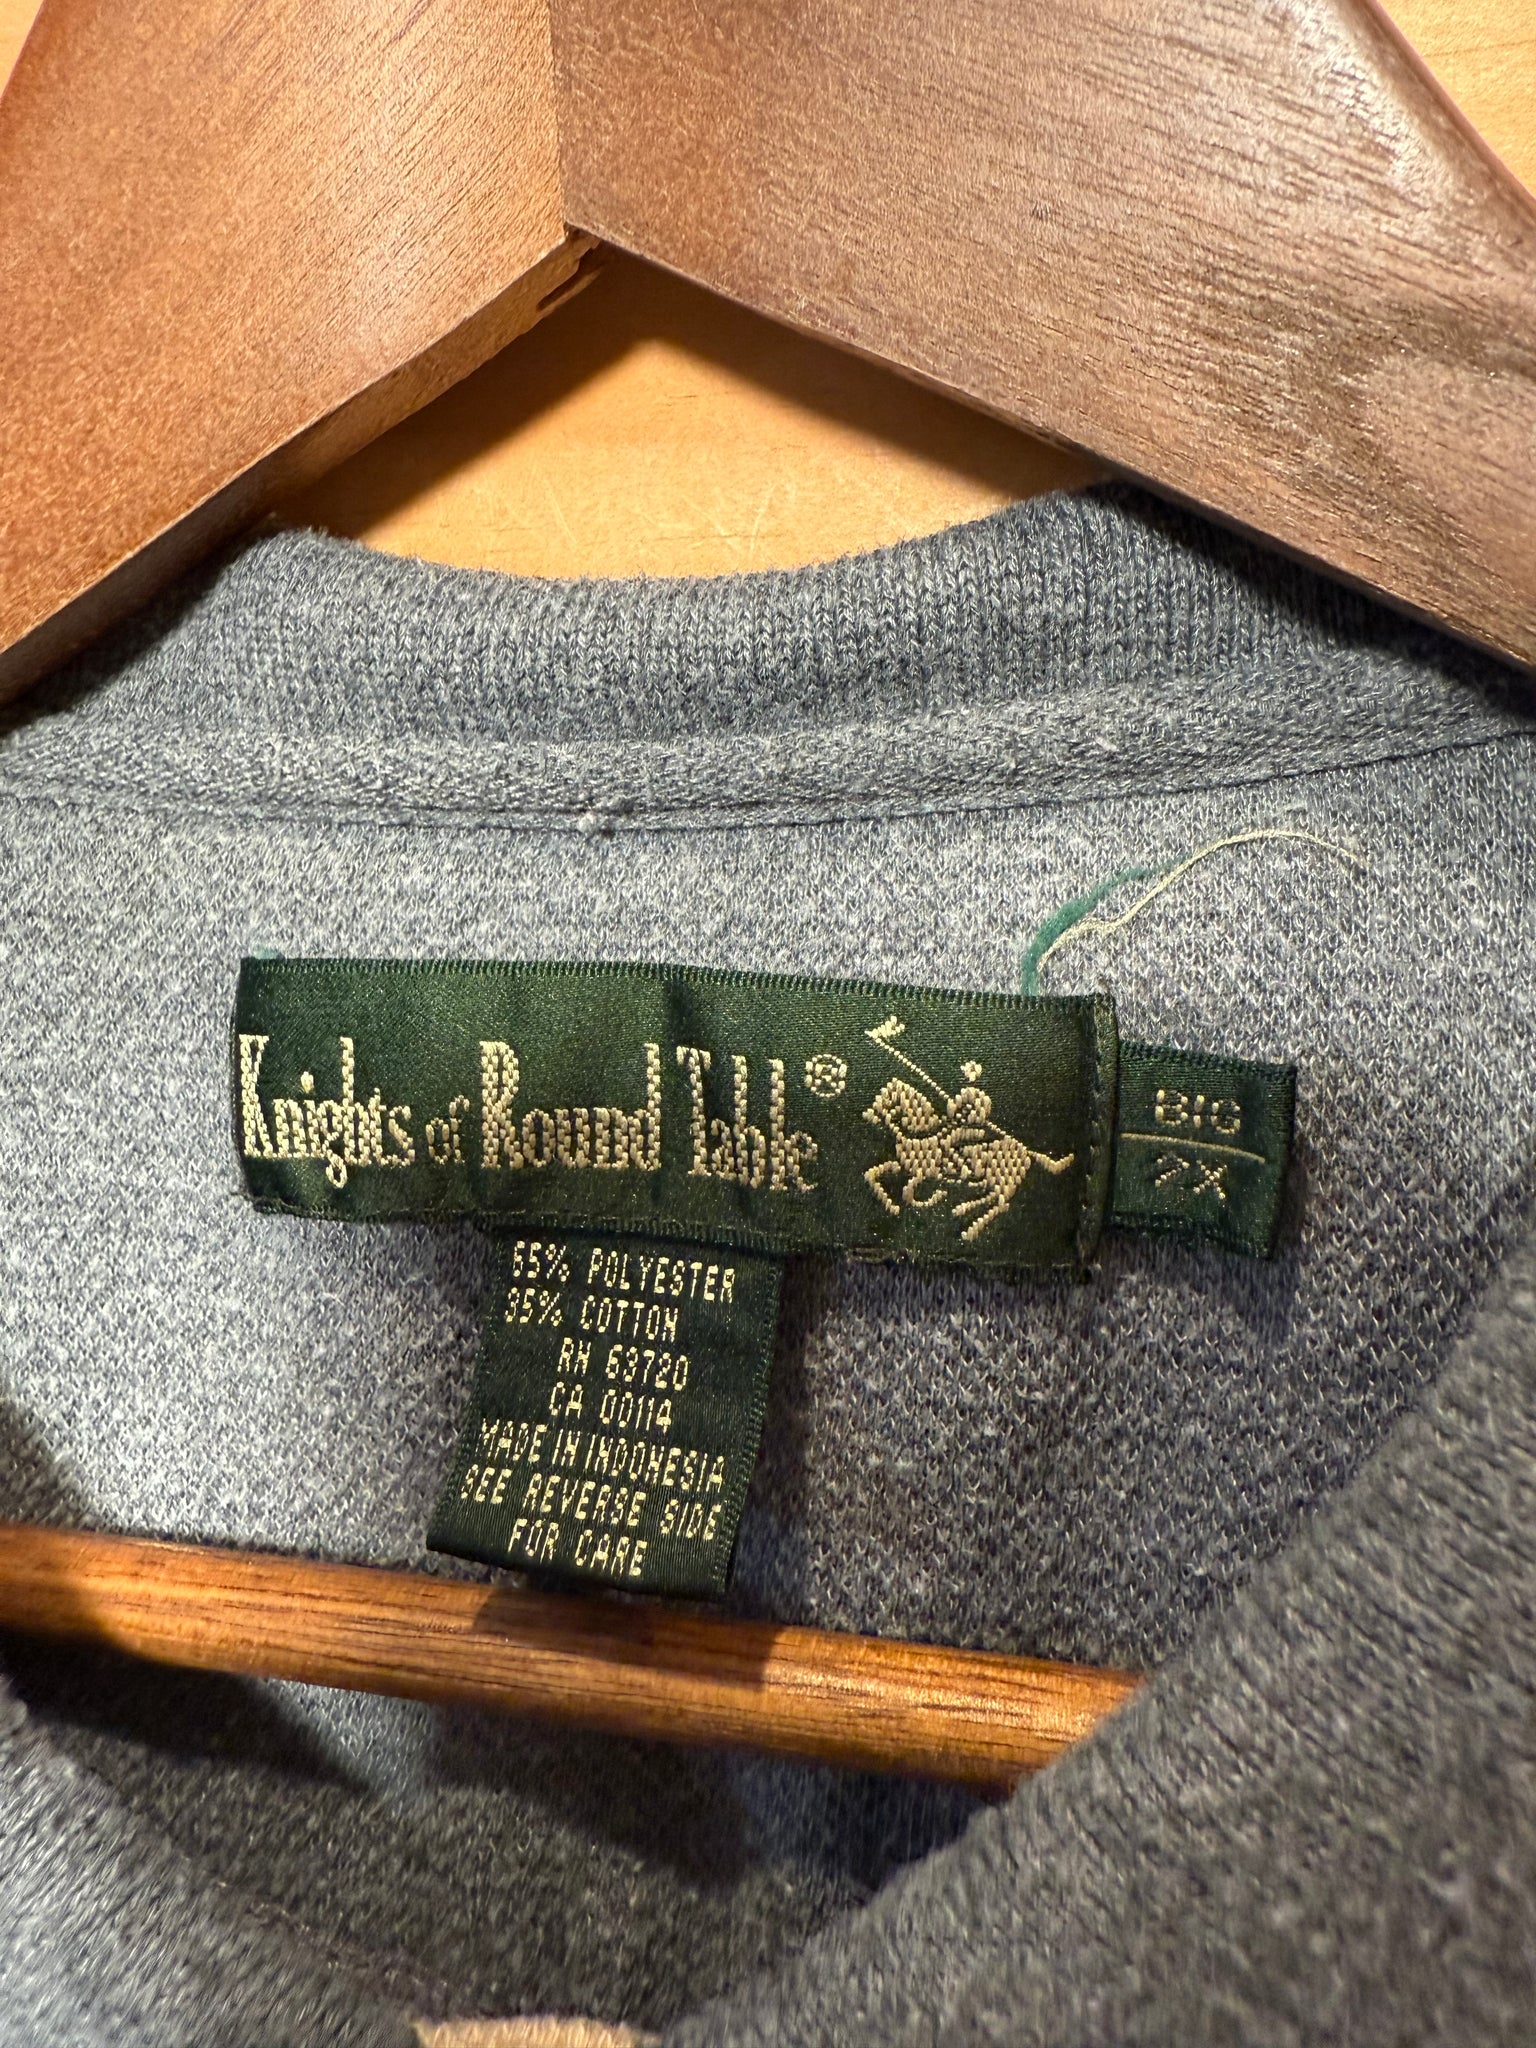 Knights of Round Table®
BIG
7X
65% POLYESTER
35% COTTON
RN 63720
CA 00114
MADE IN INDONESIA
SEE REVERSE SIDE
FOR CARE